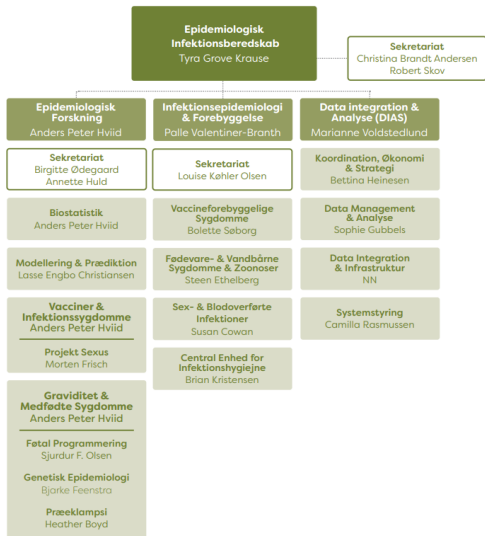 Epidemiologisk
Infektionsberedskab
Tyra Grove Krause
Sekretariat
Christina Brandt Andersen
Robert Skov
Epidemiologisk
Forskning
Anders Peter Hviid
Sekretariat
Birgitte Ødegaard
Annette Huld
Biostatistik
Anders Peter Hviid
Modellering & Prædiktion
Lasse Engbo Christiansen
Vacciner &
Infektionssygdomme
Anders Peter Hviid
Projekt Sexus
Morten Frisch
Graviditet &
Medfødte Sygdomme
Anders Peter Hviid
Føtal Programmering
Sjurdur F. Olsen
Genetisk Epidemiologi
Bjarke Feenstra
Præeklampsi
Heather Boyd
Infektionsepidemiologi
& Forebyggelse
Palle Valentiner-Branth
Sekretariat
Louise Køhler Olsen
Vaccineforebyggelige
Sygdomme
Bolette Søborg
Fødevare- & Vandbårne
Sygdomme & Zoonoser
Steen Ethelberg
Sex- & Blodoverførte
Infektioner
Susan Cowan
Central Enhed for
Infektionshygiejne
Brian Kristensen
Data integration &
Analyse (DIAS)
Marianne Voldstedlund
Koordination, Økonomi
& Strategi
Bettina Heinesen
Data Management
& Analyse
Sophie Gubbels
Data Integration
& Infrastruktur
NN
Systemstyring
Camilla Rasmussen